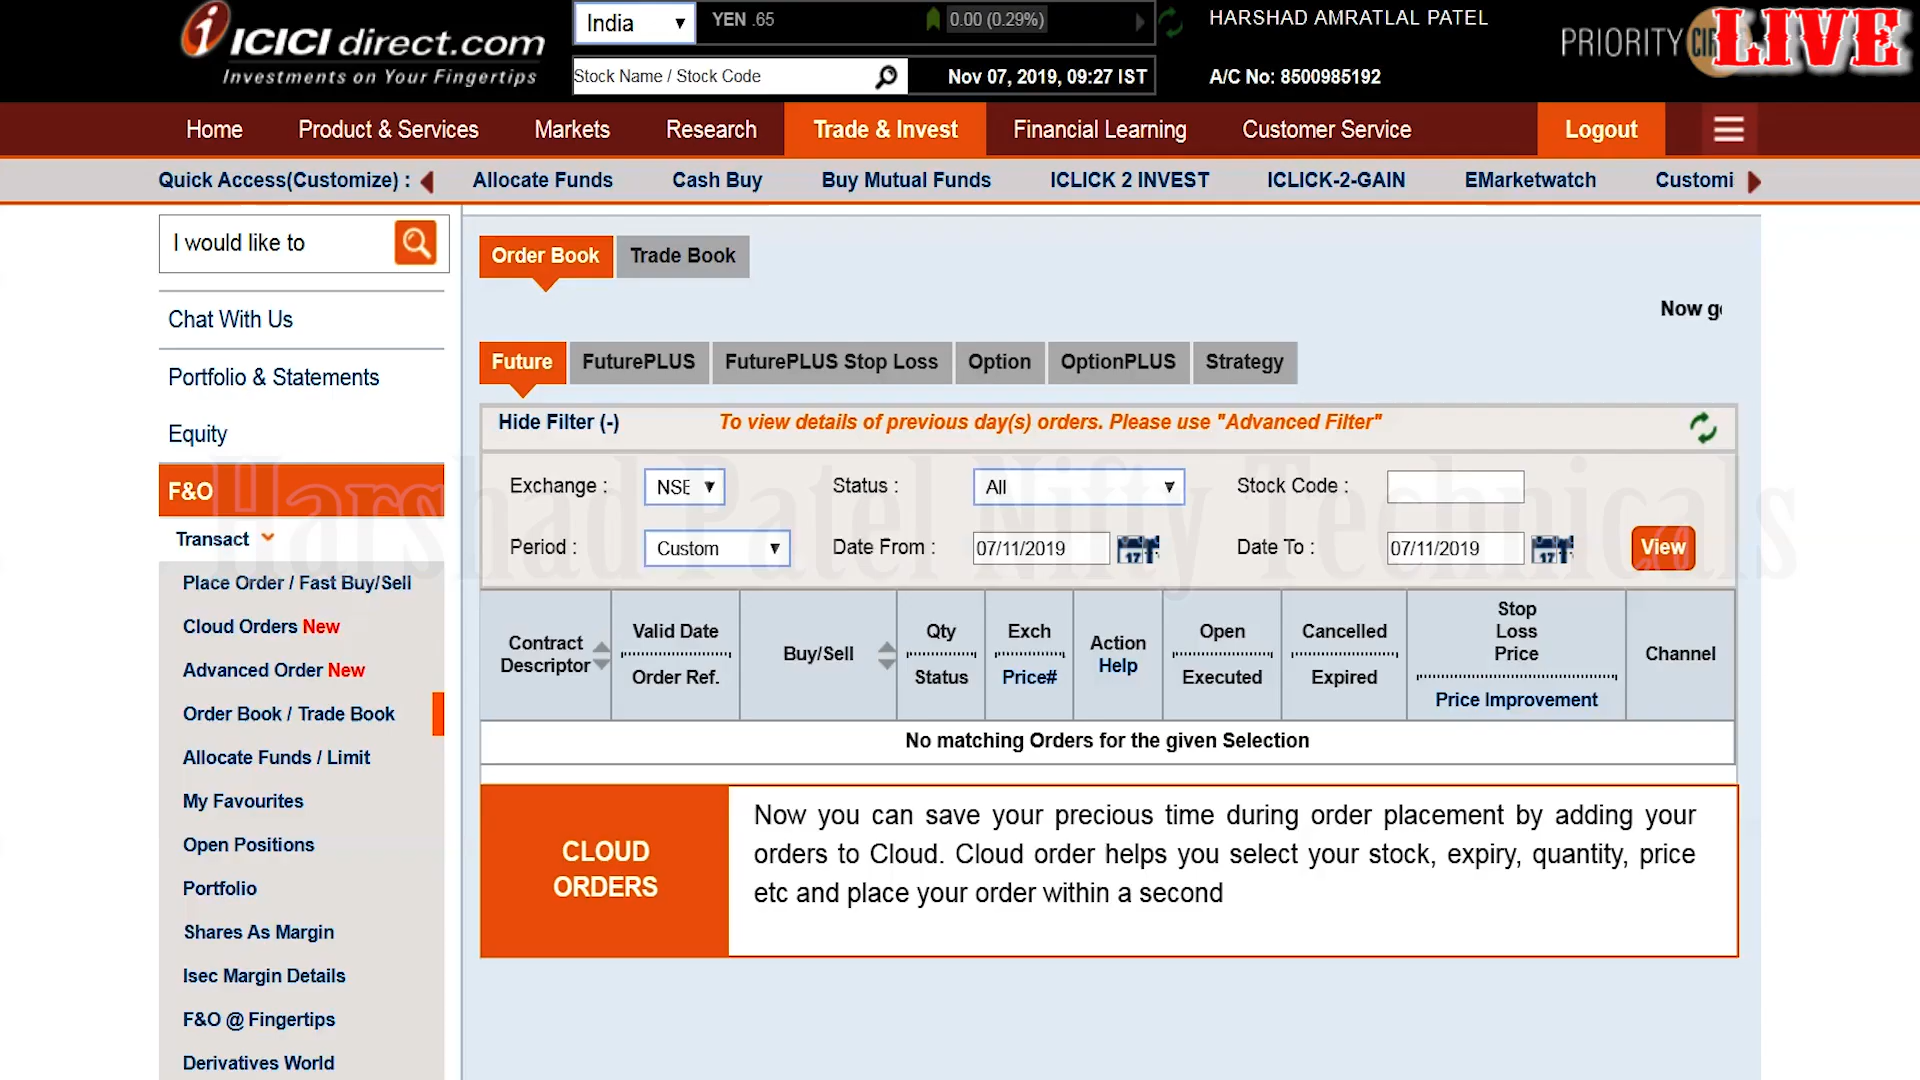 ICICI direct.com
Investments on Your Fingertips
India
YEN .65
0.00 (0.29%)
HARSHAD AMRATLAL PATEL
PRIORITY
LIVE
Stock Name / Stock Code
Nov 07, 2019, 09:27 IST
A/C No: 8500985192
Home
Product & Services
Markets
Research
Trade & Invest
Financial Learning
Customer Service
Logout
Quick Access(Customize) :
Allocate Funds
Cash Buy
Buy Mutual Funds
ICLICK 2 INVEST
ICLICK-2-GAIN
EMarketwatch
Customi
I would like to
Chat With Us
Portfolio & Statements
Equity
F&O
Transact
Place Order / Fast Buy/Sell
Cloud Orders New
Advanced Order New
Order Book / Trade Book
Allocate Funds / Limit
My Favourites
Open Positions
Portfolio
Shares As Margin
Isec Margin Details
F&O @ Fingertips
Derivatives World
Order Book
Trade Book
Now
Future
FuturePLUS
FuturePLUS Stop Loss
Option
OptionPLUS
Strategy
Hide Filter (-)
To view details of previous day(s) orders. Please use "Advanced Filter"
Exchange :
NSE
Status :
All
Stock Code :
Period :
Custom
Date From :
07/11/2019
17
Date To :
07/11/2019
17
View
Harshad Patel Nifty Technicals
Contract
Descriptor
Valid Date
Order Ref.
Buy/Sell
Qty
Status
Exch
Price#
Action
Help
Open
Executed
Cancelled
Expired
Stop
Loss
Price
Price Improvement
Channel
No matching Orders for the given Selection
CLOUD
ORDERS
Now you can save your precious time during order placement by adding your
orders to Cloud. Cloud order helps you select your stock, expiry, quantity, price
etc and place your order within a second